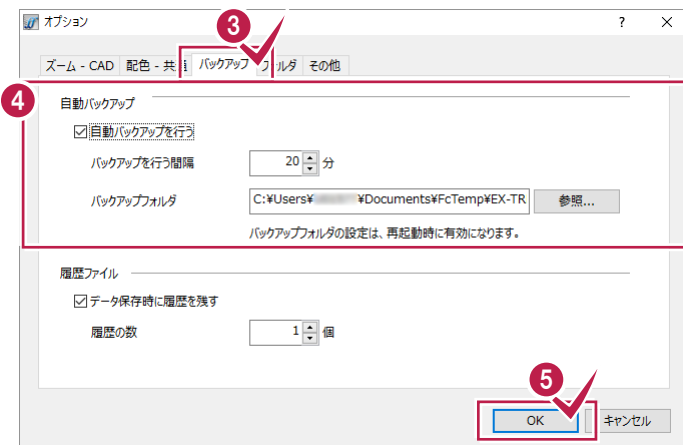 オプション
?
3
ズーム - CAD 配色 - 共通 バックアップ フォルダ その他
4
自動バックアップ
自動バックアップを行う
バックアップを行う間隔 20 分
バックアップフォルダ C:¥Users¥ ¥Documents¥FcTemp¥EX-TR 参照...
バックアップフォルダの設定は、再起動時に有効になります。
履歴ファイル
データ保存時に履歴を残す
履歴の数 1 個
5
OK キャンセル